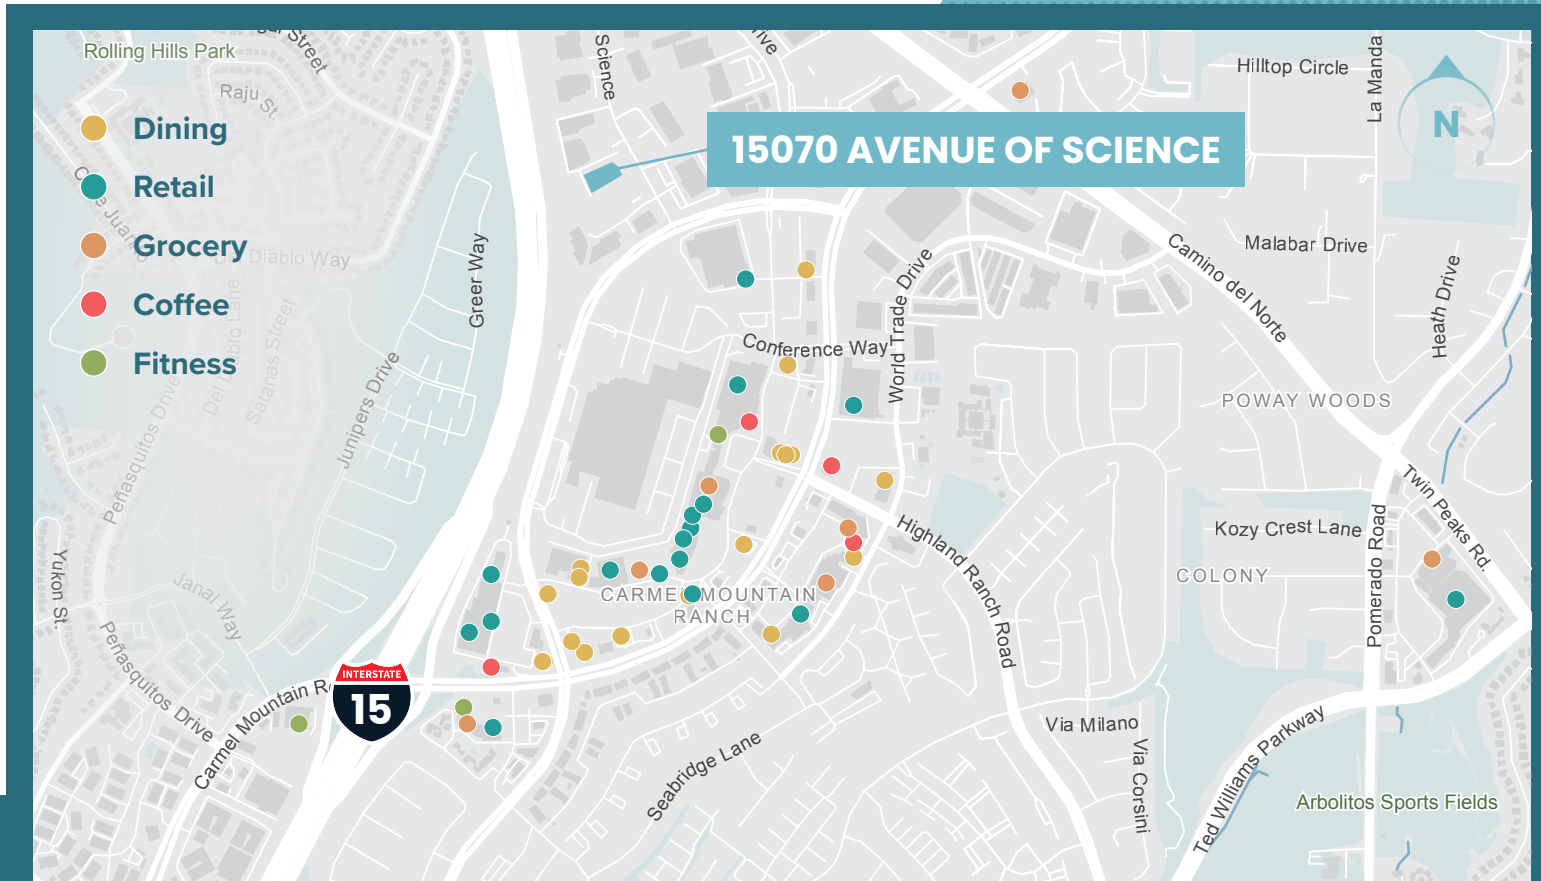 Rolling Hills Park
Street
Raju St.
Science
Hilltop Circle
La Manda
N
Dining
Retail
Grocery
Coffee
Fitness
15070 AVENUE OF SCIENCE
Diablo Way
Greer Way
Malabar Drive
Camino del Norte
World Trade Drive
Heath Drive
Conference Way
Satanas Street
Junipers Drive
Peñasquitos Drive
POWAY WOODS
Twin Peaks Rd.
Kozy Crest Lane
Pomerado Road
COLONY
Highland Ranch Road
CARMEL MOUNTAIN
RANCH
Yukon St.
Janal Way
Peñasquitos Drive
Carmel Mountain
INTERSTATE
15
Seabridge Lane
Via Milano
Via Corsini
Ted Williams Parkway
Arbolitos Sports Fields